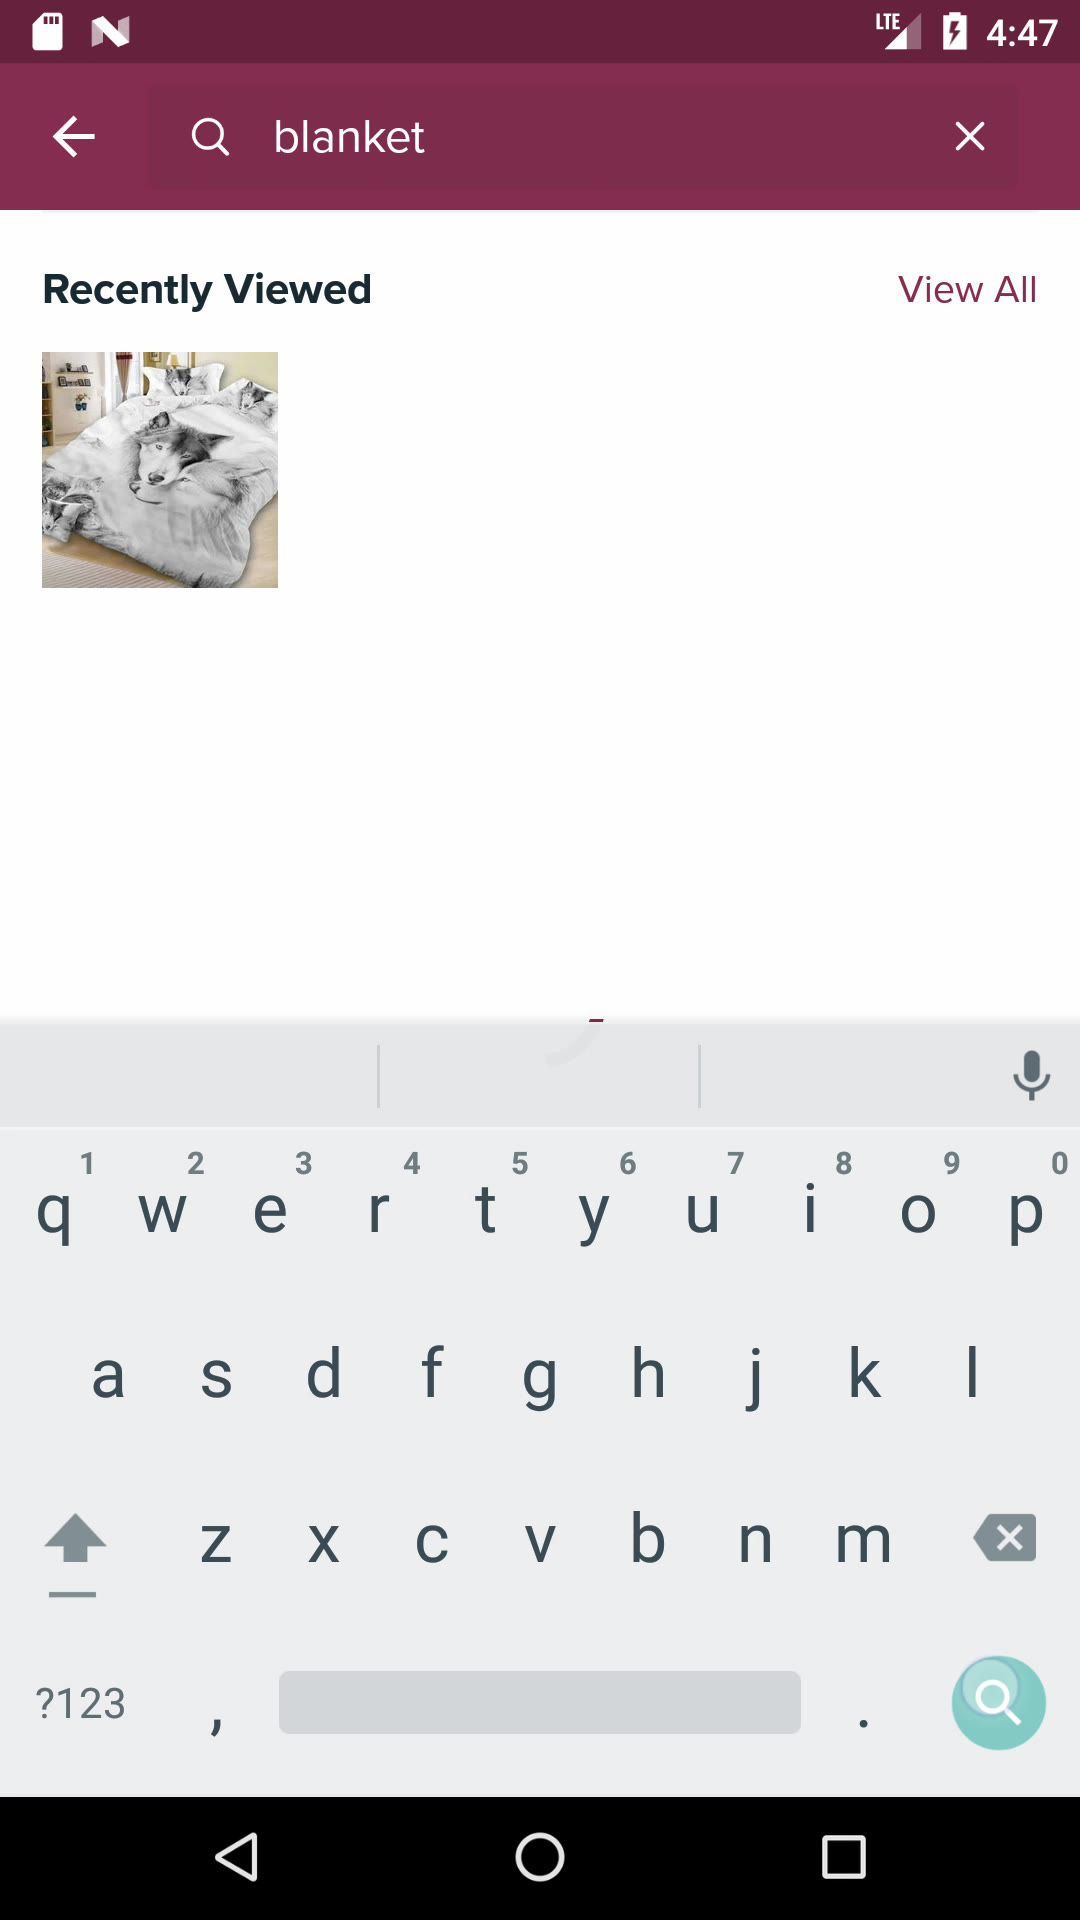 LTE 4:47
blanket
Recently Viewed View All
1 2 3 4 5 6 7 8 9 0
q w e r t y u i o p
a s d f g h j k l
z x c v b n m
?123 , .